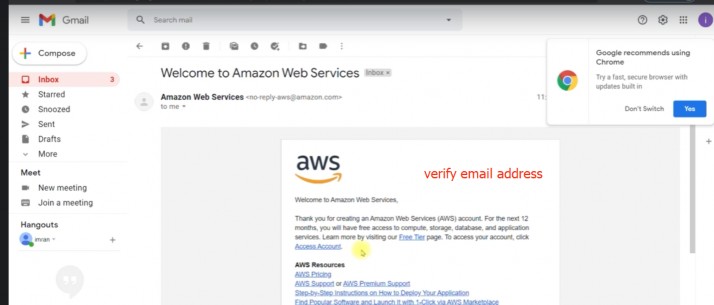 Gmail
Search mail
i
Compose
Inbox 3
Starred
Snoozed
Sent
Drafts
More
Meet
New meeting
Join a meeting
Hangouts
imran
Welcome to Amazon Web Services Inbox ×
Amazon Web Services <no-reply-aws@amazon.com>
to me
11:
Google recommends using
Chrome
Try a fast, secure browser with
updates built in
Don't Switch Yes
aws
verify email address
Welcome to Amazon Web Services,
Thank you for creating an Amazon Web Services (AWS) account. For the next 12
months, you will have free access to compute, storage, database, and application
services. Learn more by visiting our Free Tier page. To access your account, click
Access Account.
AWS Resources
AWS Pricing
AWS Support or AWS Premium Support
Step-by-Step Instructions on How to Deploy Your Application
Find Popular Software and Launch it with 1-Click via AWS Marketplace